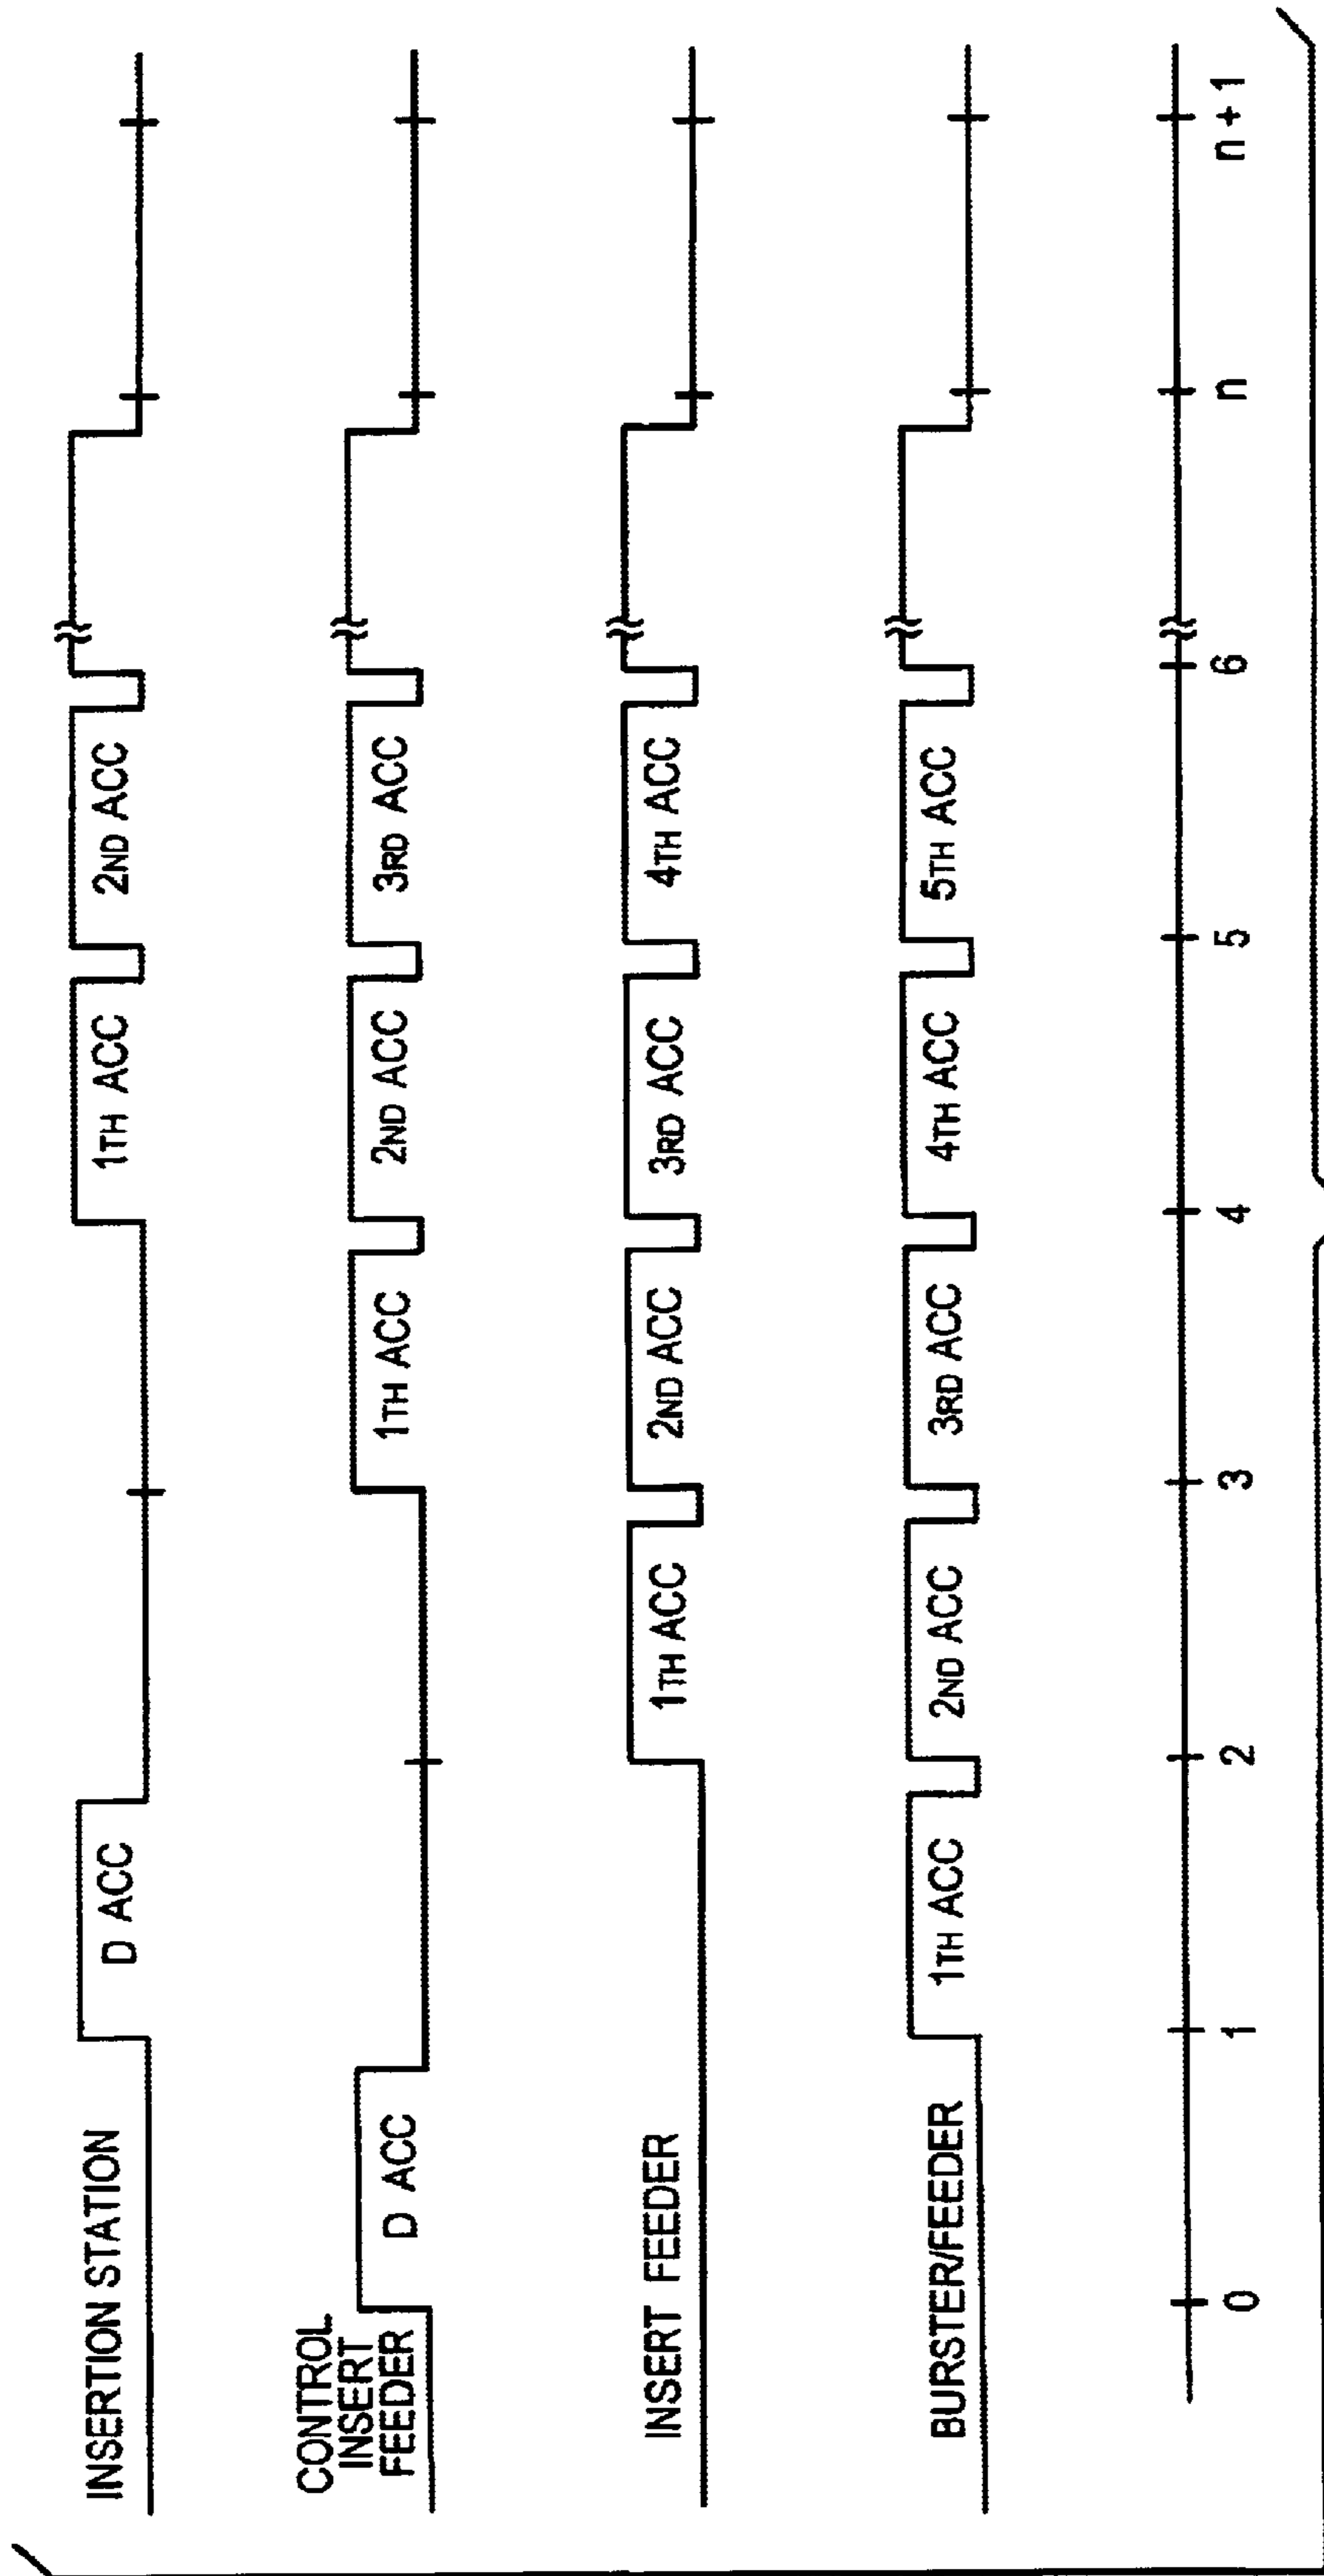 INSERTION STATION
D ACC
1TH ACC
2ND ACC
CONTROL
INSERT
FEEDER
D ACC
1TH ACC
2ND ACC
3RD ACC
INSERT FEEDER
1TH ACC
2ND ACC
3RD ACC
4TH ACC
BURSTER/FEEDER
1TH ACC
2ND ACC
3RD ACC
4TH ACC
5TH ACC
0 1 2 3 4 5 6 n n + 1